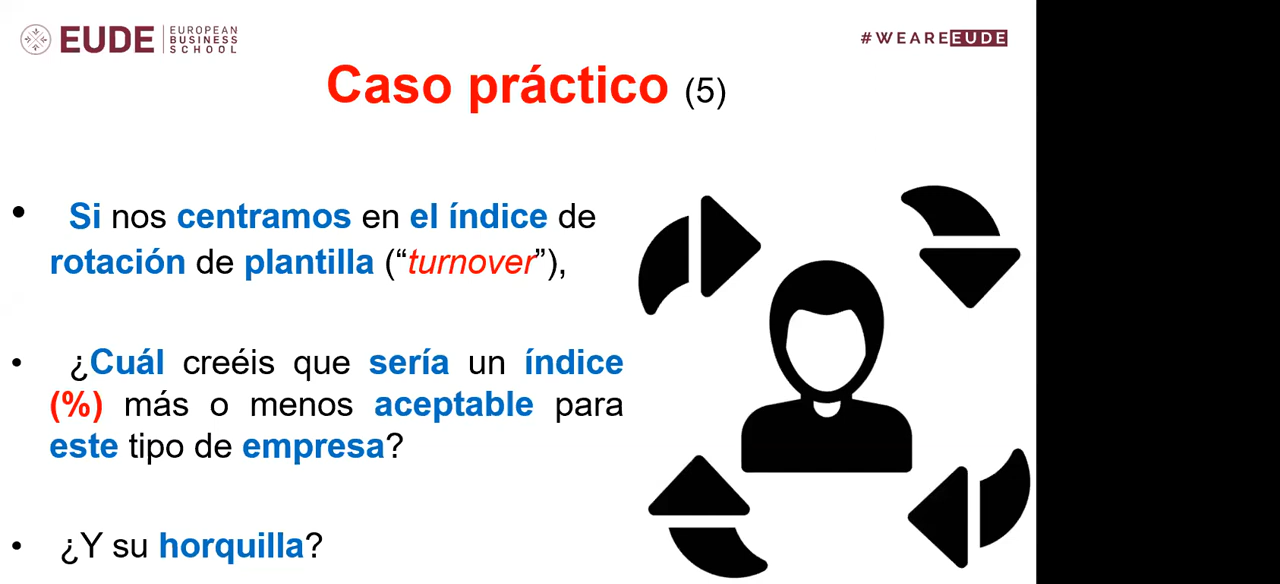 EUDE EUROPEAN BUSINESS SCHOOL
#WEAREEUDE
Caso práctico (5)
• Si nos centramos en el índice de
rotación de plantilla (“turnover”),
• ¿Cuál creéis que sería un índice
(%) más o menos aceptable para
este tipo de empresa?
• ¿Y su horquilla?